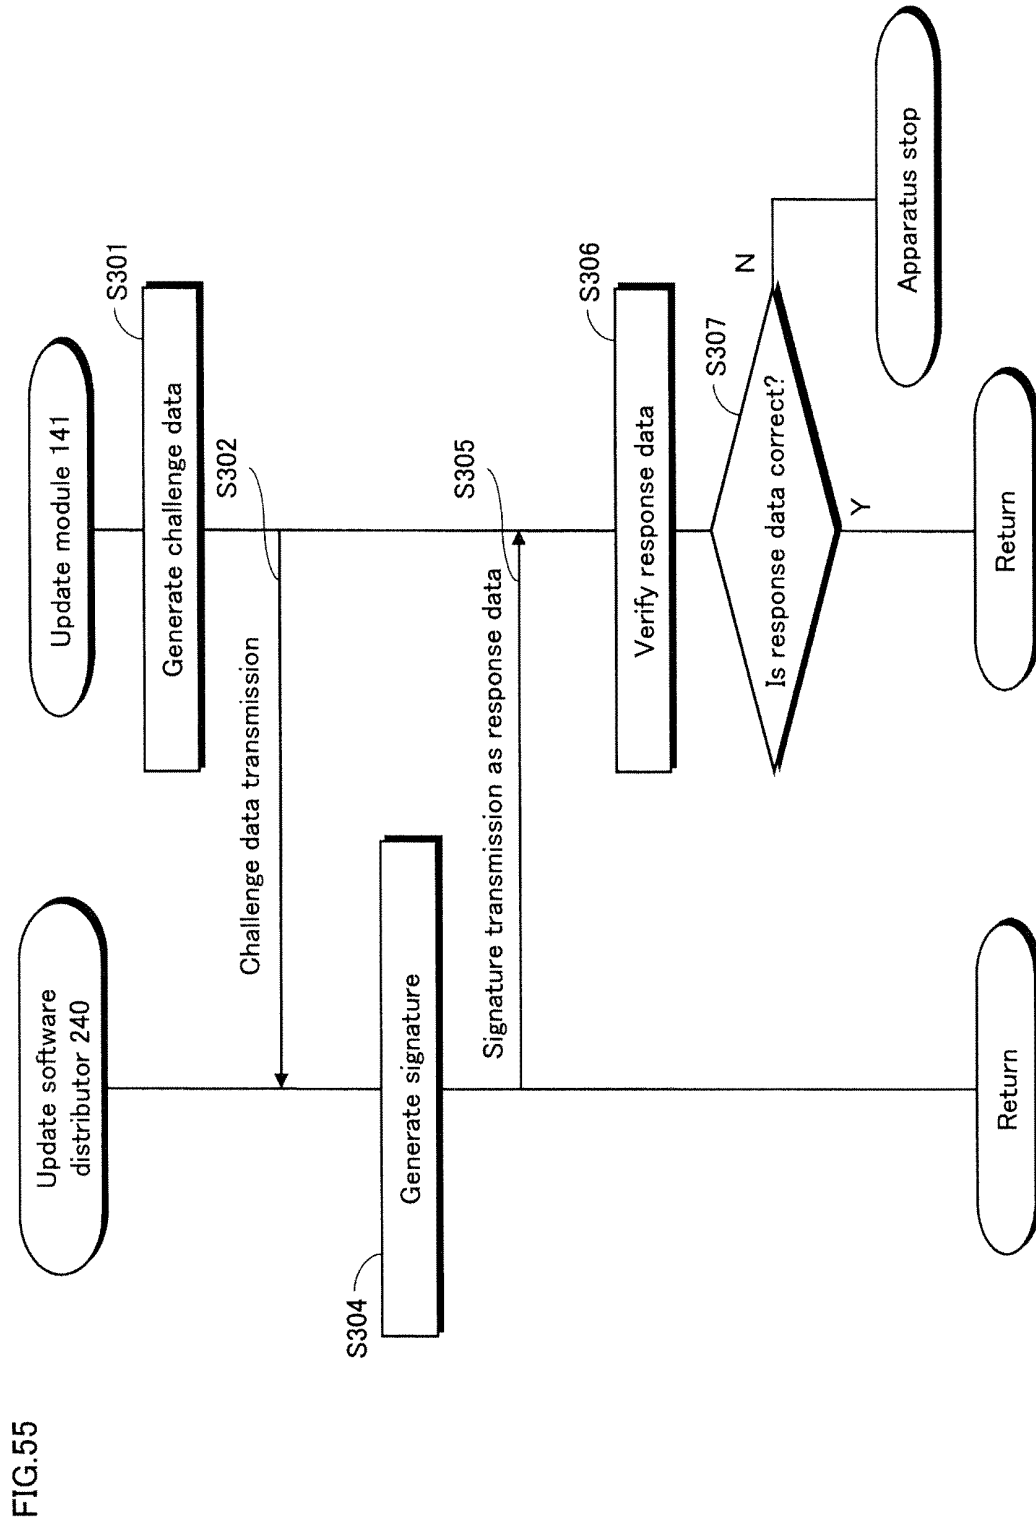 FIG.55
Update software
distributor 240
Update module 141
S301
Generate challenge data
S302
Challenge data transmission
S304
Generate signature
S305
Signature transmission as response data
S306
Verify response data
S307
Is response data correct?
N
Y
Apparatus stop
Return
Return